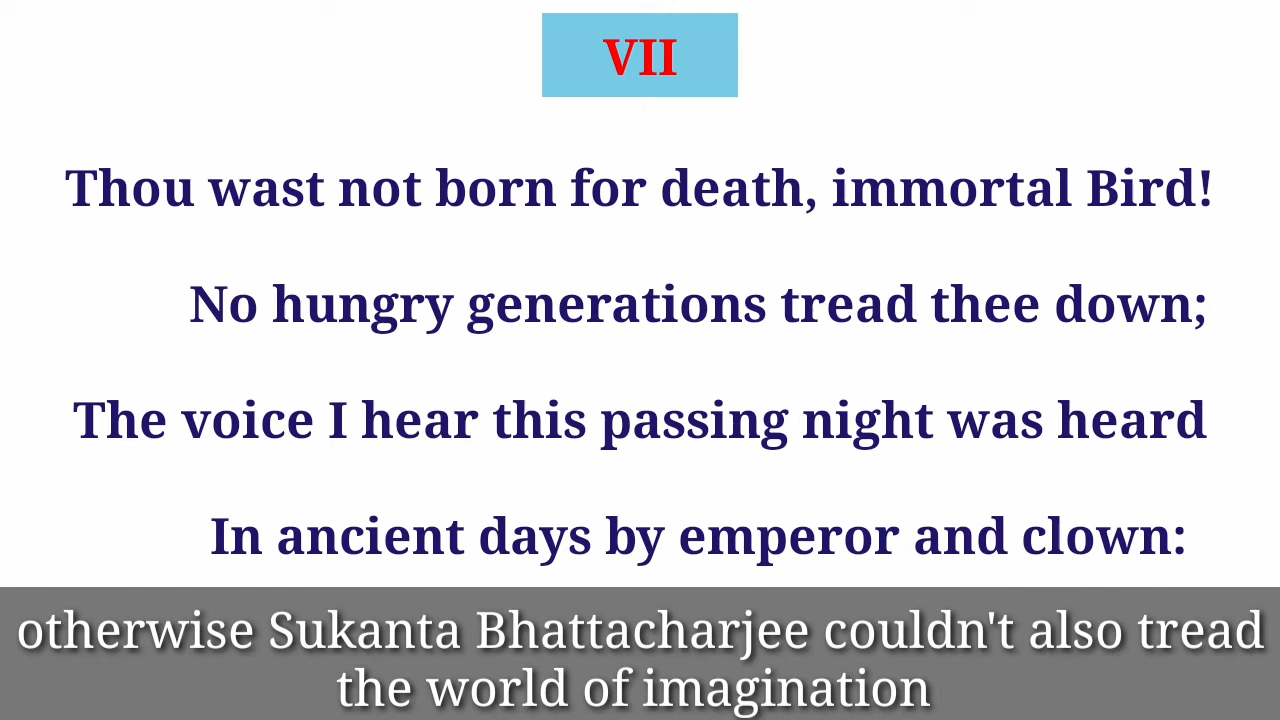 VII
Thou wast not born for death, immortal Bird!
No hungry generations tread thee down;
The voice I hear this passing night was heard
In ancient days by emperor and clown:
otherwise Sukanta Bhattacharjee couldn't also tread
the world of imagination